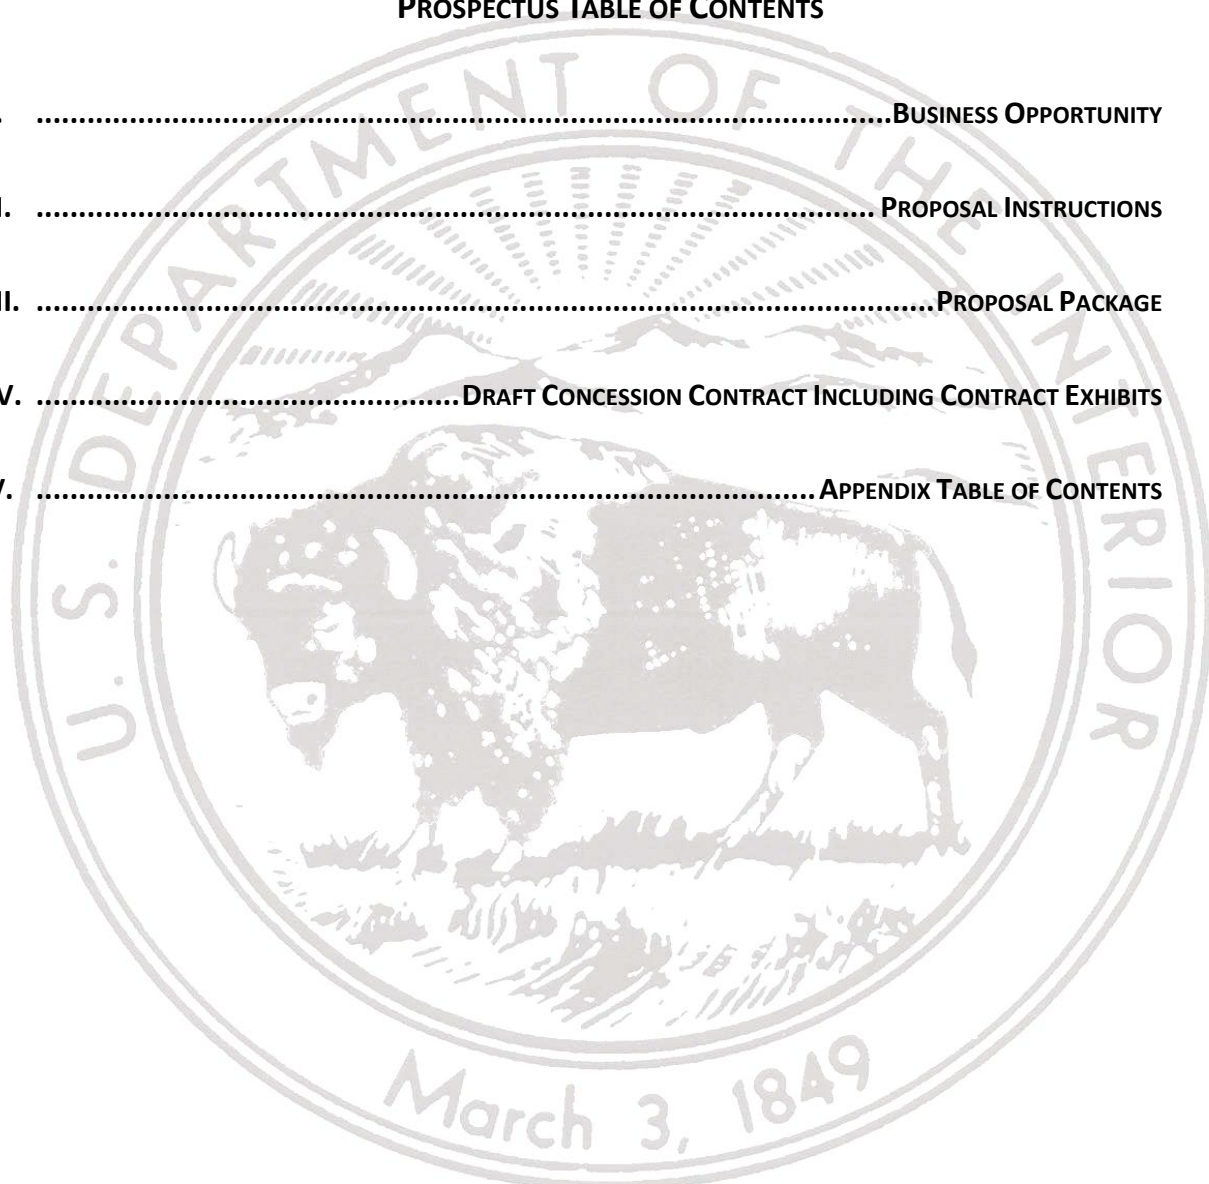 PROSPECTUS TABLE OF CONTENTS
. ..................................................................................................... BUSINESS OPPORTUNITY
I. ................................................................................................... PROPOSAL INSTRUCTIONS
II. .......................................................................................................... PROPOSAL PACKAGE
V. .................................................. DRAFT CONCESSION CONTRACT INCLUDING CONTRACT EXHIBITS
V. ............................................................................................ APPENDIX TABLE OF CONTENTS
U.S. DEPARTMENT OF THE INTERIOR
March 3, 1849